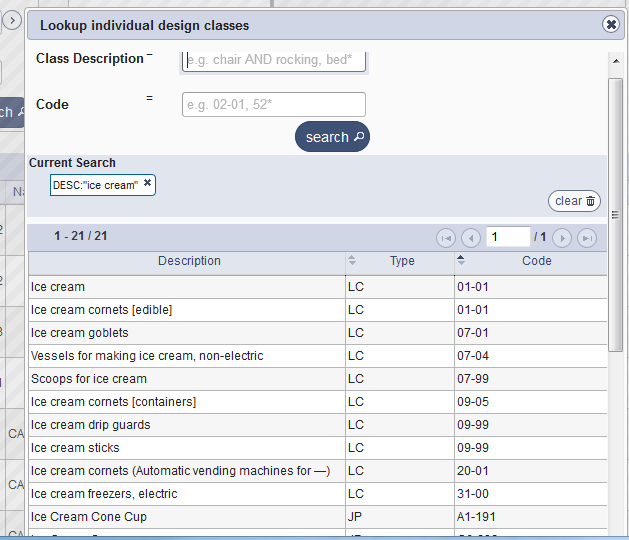 Lookup individual design classes
Class Description =
e.g. chair AND rocking, bed*
Code =
e.g. 02-01, 52*
ch
search
Current Search
DESC:"ice cream"
clear
1 - 21 / 21
1 / 1
Description Type Code
Ice cream LC 01-01
Ice cream cornets [edible] LC 01-01
Ice cream goblets LC 07-01
Vessels for making ice cream, non-electric LC 07-04
Scoops for ice cream LC 07-99
Ice cream cornets [containers] LC 09-05
Ice cream drip guards LC 09-99
CA
Ice cream sticks LC 09-99
Ice cream cornets (Automatic vending machines for —) LC 20-01
CA
Ice cream freezers, electric LC 31-00
Ice Cream Cone Cup JP A1-191
CA